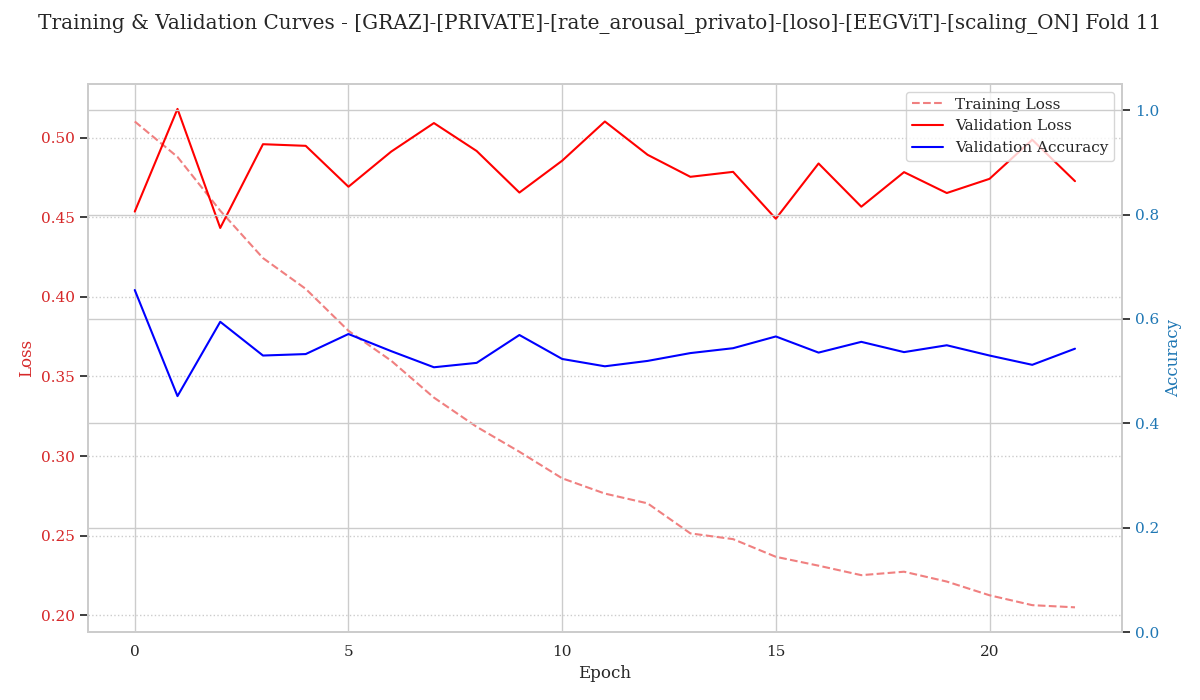 Training & Validation Curves - [GRAZ]-[PRIVATE]-[rate_arousal_privato]-[loso]-[EEGViT]-[scaling_ON] Fold 11
Training Loss
Validation Loss
Validation Accuracy
0.50
0.45
0.40
0.35
0.30
0.25
0.20
Loss
1.0
0.8
0.6
0.4
0.2
0.0
Accuracy
0 5 10 15 20
Epoch